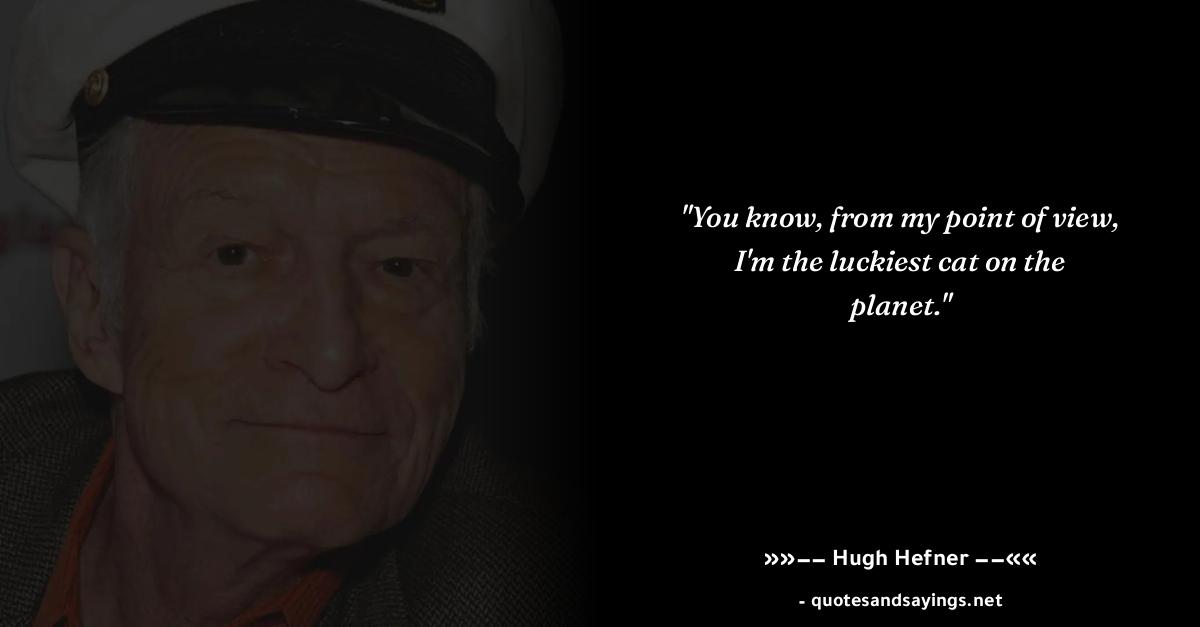 "You know, from my point of view,
I'm the luckiest cat on the
planet."
»»−− Hugh Hefner −−««
- quotesandsayings.net